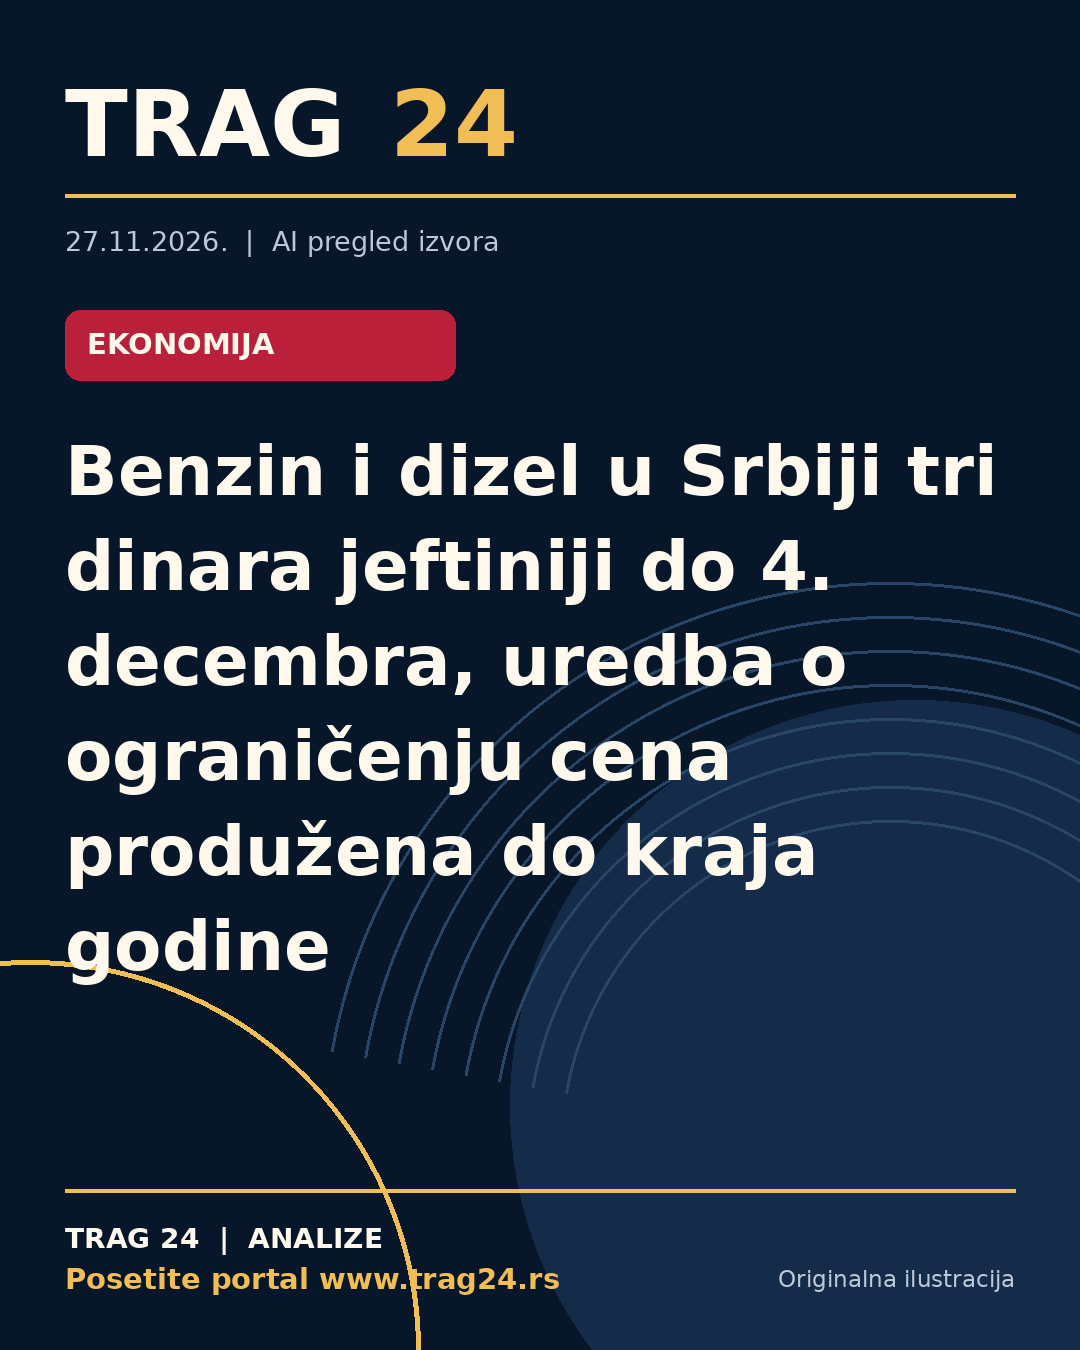 TRAG 24
27.11.2026. | AI pregled izvora
EKONOMIJA
Benzin i dizel u Srbiji tri
dinara jeftiniji do 4.
decembra, uredba o
ograničenju cena
produžena do kraja
godine
TRAG 24 | ANALIZE
Posetite portal www.trag24.rs
Originalna ilustracija